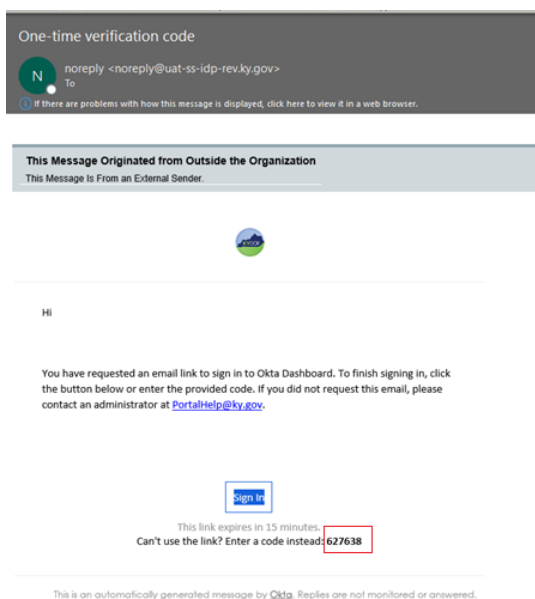 One-time verification code
N
noreply <noreply@uat-ss-idp-rev.ky.gov>
To
If there are problems with how this message is displayed, click here to view it in a web browser.
This Message Originated from Outside the Organization
This Message Is From an External Sender.
Hi
You have requested an email link to sign in to Okta Dashboard. To finish signing in, click
the button below or enter the provided code. If you did not request this email, please
contact an administrator at PortalHelp@ky.gov.
Sign In
This link expires in 15 minutes.
Can't use the link? Enter a code instead: 627638
This is an automatically generated message by Okta. Replies are not monitored or answered.